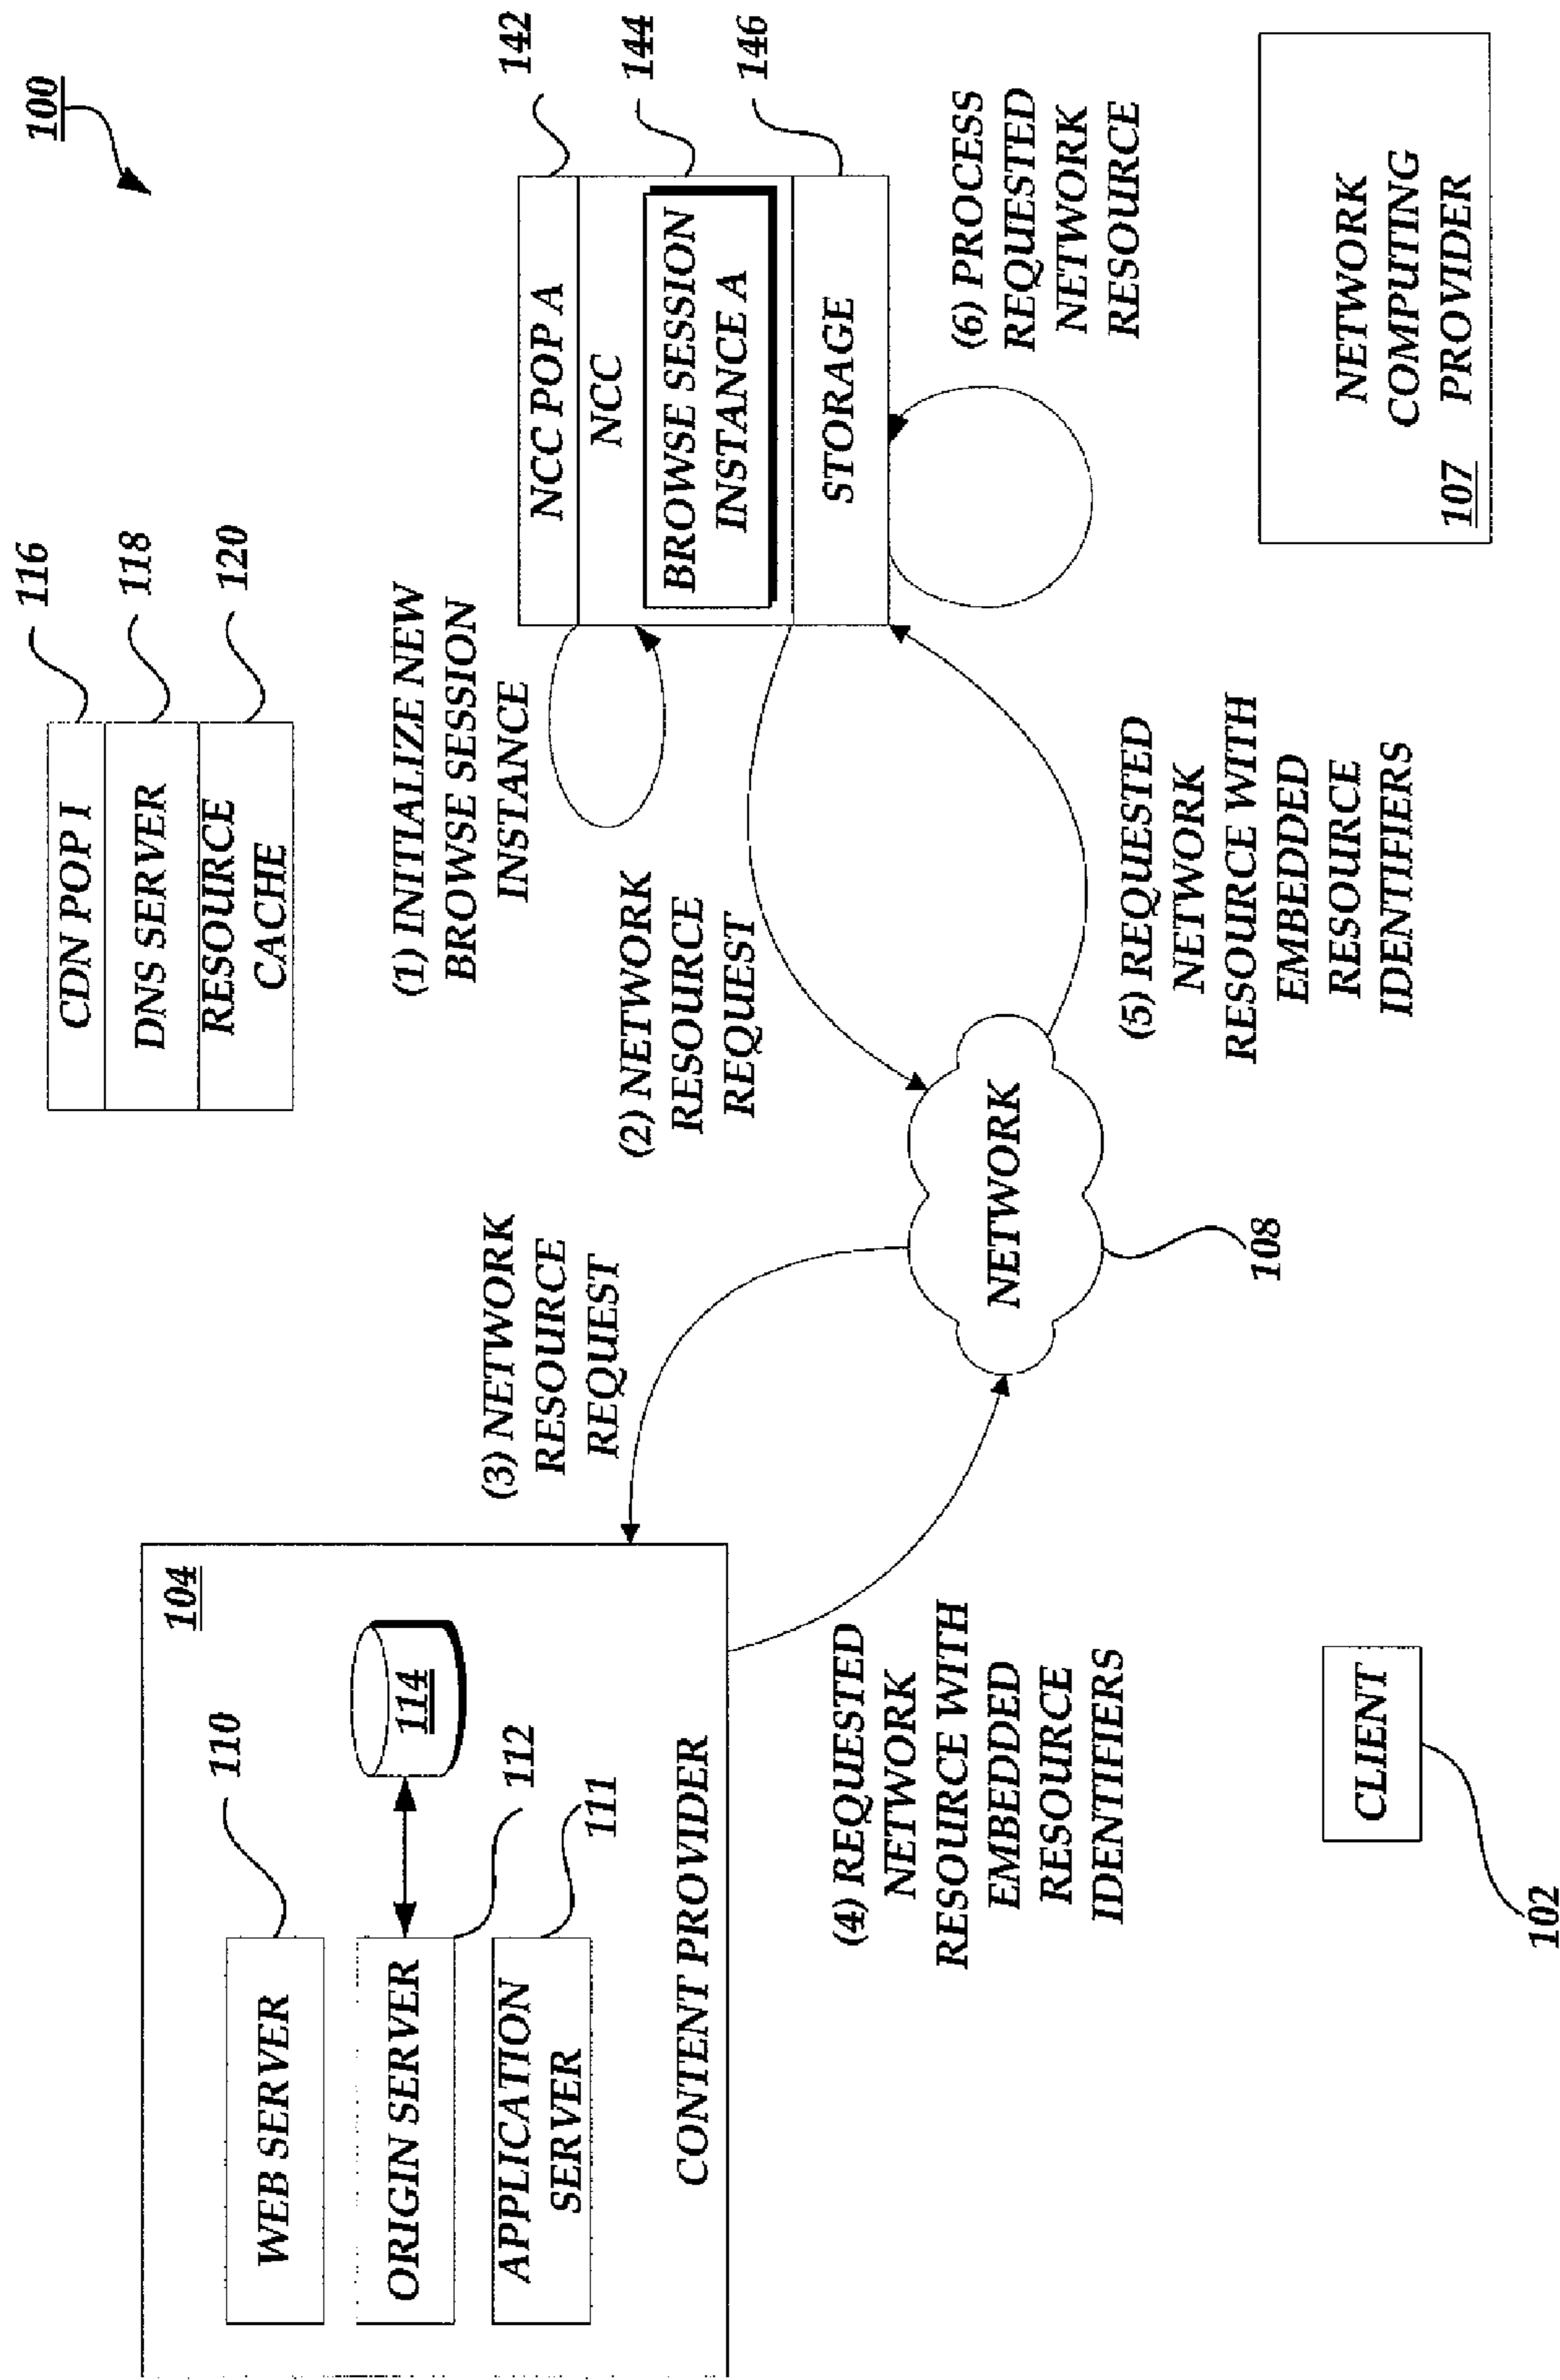 100
116
CDN POP I
118
DNS SERVER
120
RESOURCE
CACHE
104
WEB SERVER
110
ORIGIN SERVER
114
112
APPLICATION
SERVER
111
CONTENT PROVIDER
(1) INITIALIZE NEW
BROWSE SESSION
INSTANCE
(2) NETWORK
RESOURCE
REQUEST
(3) NETWORK
RESOURCE
REQUEST
142
NCC POP A
144
NCC
BROWSE SESSION
INSTANCE A
146
STORAGE
(4) REQUESTED
NETWORK
RESOURCE WITH
EMBEDDED
RESOURCE
IDENTIFIERS
NETWORK
108
(5) REQUESTED
NETWORK
RESOURCE WITH
EMBEDDED
RESOURCE
IDENTIFIERS
(6) PROCESS
REQUESTED
NETWORK
RESOURCE
CLIENT
102
NETWORK
COMPUTING
107 PROVIDER